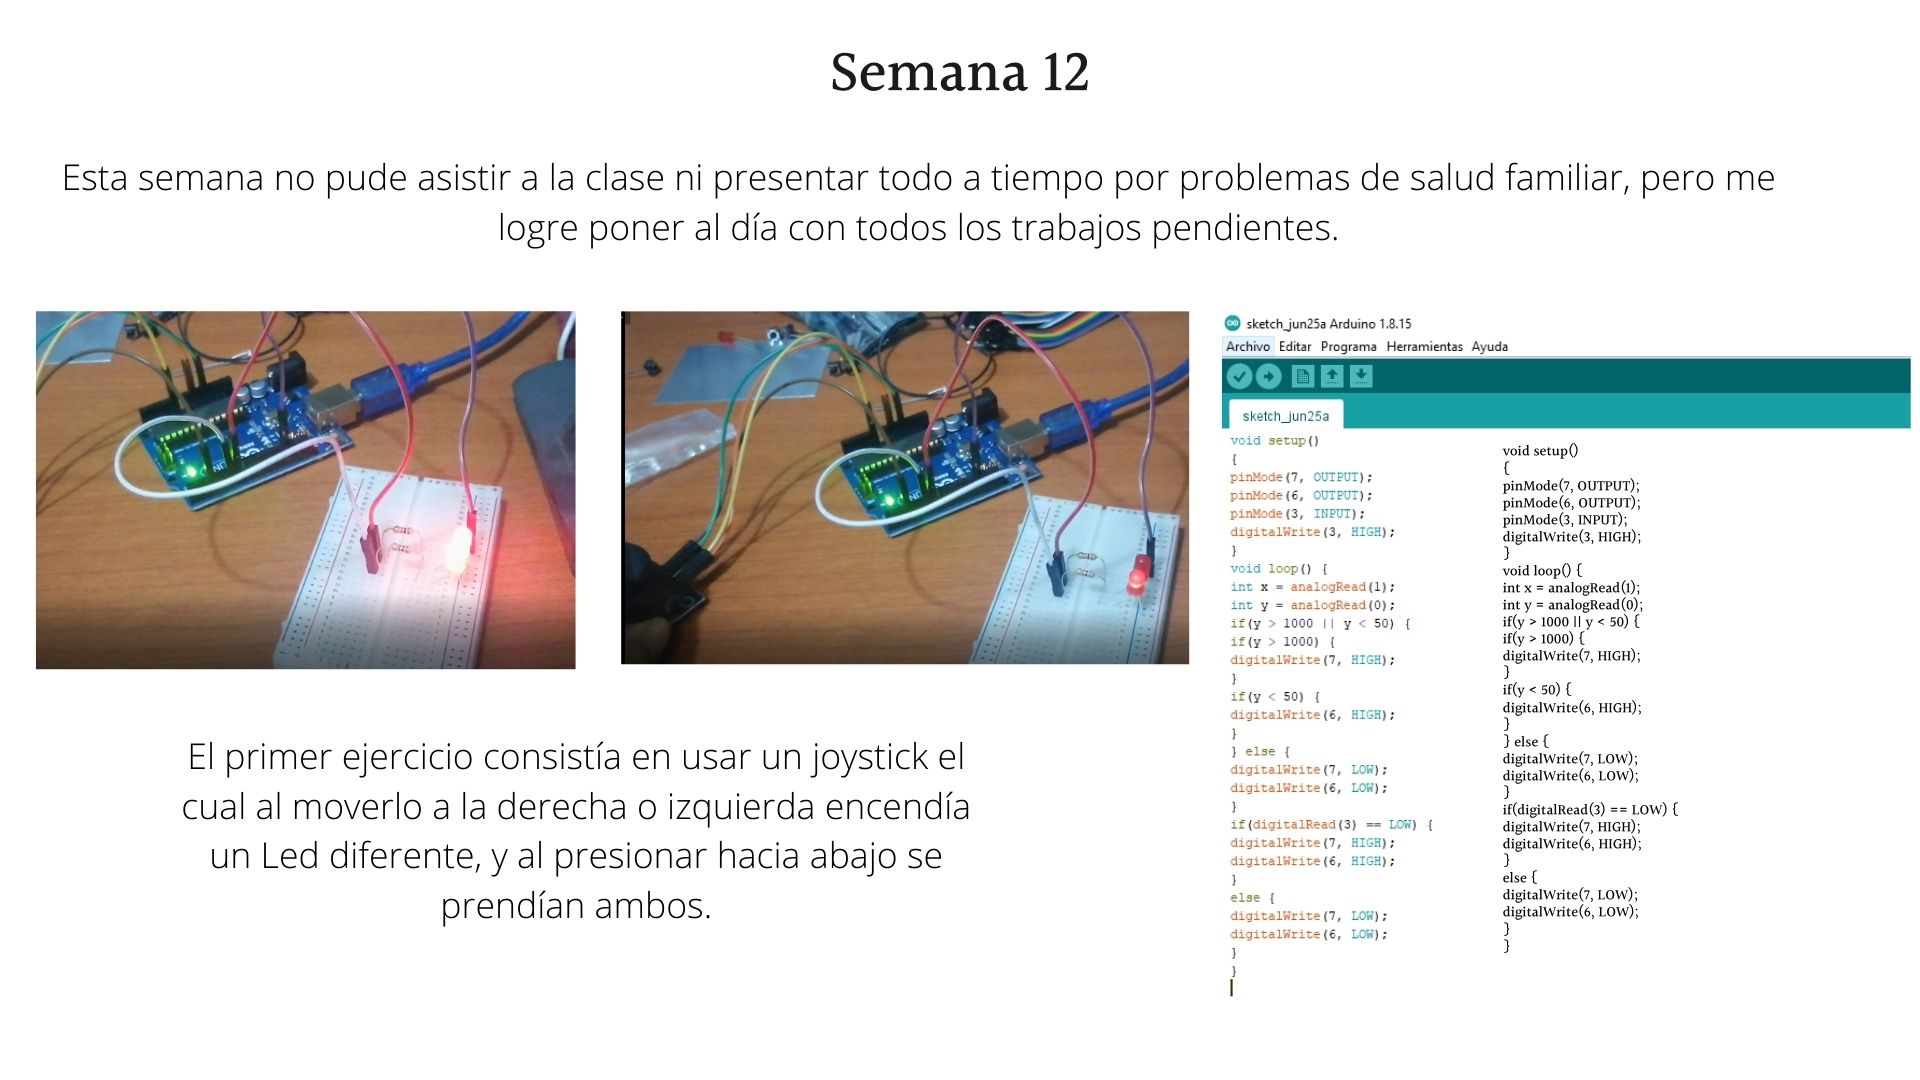 Semana 12
Esta semana no pude asistir a la clase ni presentar todo a tiempo por problemas de salud familiar, pero me
logre poner al día con todos los trabajos pendientes.
sketch_jun25a Arduino 1.8.15
Archivo Editar Programa Herramientas Ayuda
sketch_jun25a
void setup()
{
pinMode(7, OUTPUT);
pinMode(6, OUTPUT);
pinMode(3, INPUT);
digitalWrite(3, HIGH);
}
void loop() {
int x = analogRead(1);
int y = analogRead(0);
if(y > 1000 || y < 50) {
if(y > 1000) {
digitalWrite(7, HIGH);
}
if(y < 50) {
digitalWrite(6, HIGH);
}
} else {
digitalWrite(7, LOW);
digitalWrite(6, LOW);
}
if(digitalRead(3) == LOW) {
digitalWrite(7, HIGH);
digitalWrite(6, HIGH);
}
else {
digitalWrite(7, LOW);
digitalWrite(6, LOW);
}
}
void setup()
{
pinMode(7, OUTPUT);
pinMode(6, OUTPUT);
pinMode(3, INPUT);
digitalWrite(3, HIGH);
}
void loop() {
int x = analogRead(1);
int y = analogRead(0);
if(y > 1000 || y < 50) {
if(y > 1000) {
digitalWrite(7, HIGH);
}
if(y < 50) {
digitalWrite(6, HIGH);
}
} else {
digitalWrite(7, LOW);
digitalWrite(6, LOW);
}
if(digitalRead(3) == LOW) {
digitalWrite(7, HIGH);
digitalWrite(6, HIGH);
}
else {
digitalWrite(7, LOW);
digitalWrite(6, LOW);
}
}
El primer ejercicio consistía en usar un joystick el
cual al moverlo a la derecha o izquierda encendía
un Led diferente, y al presionar hacia abajo se
prendían ambos.